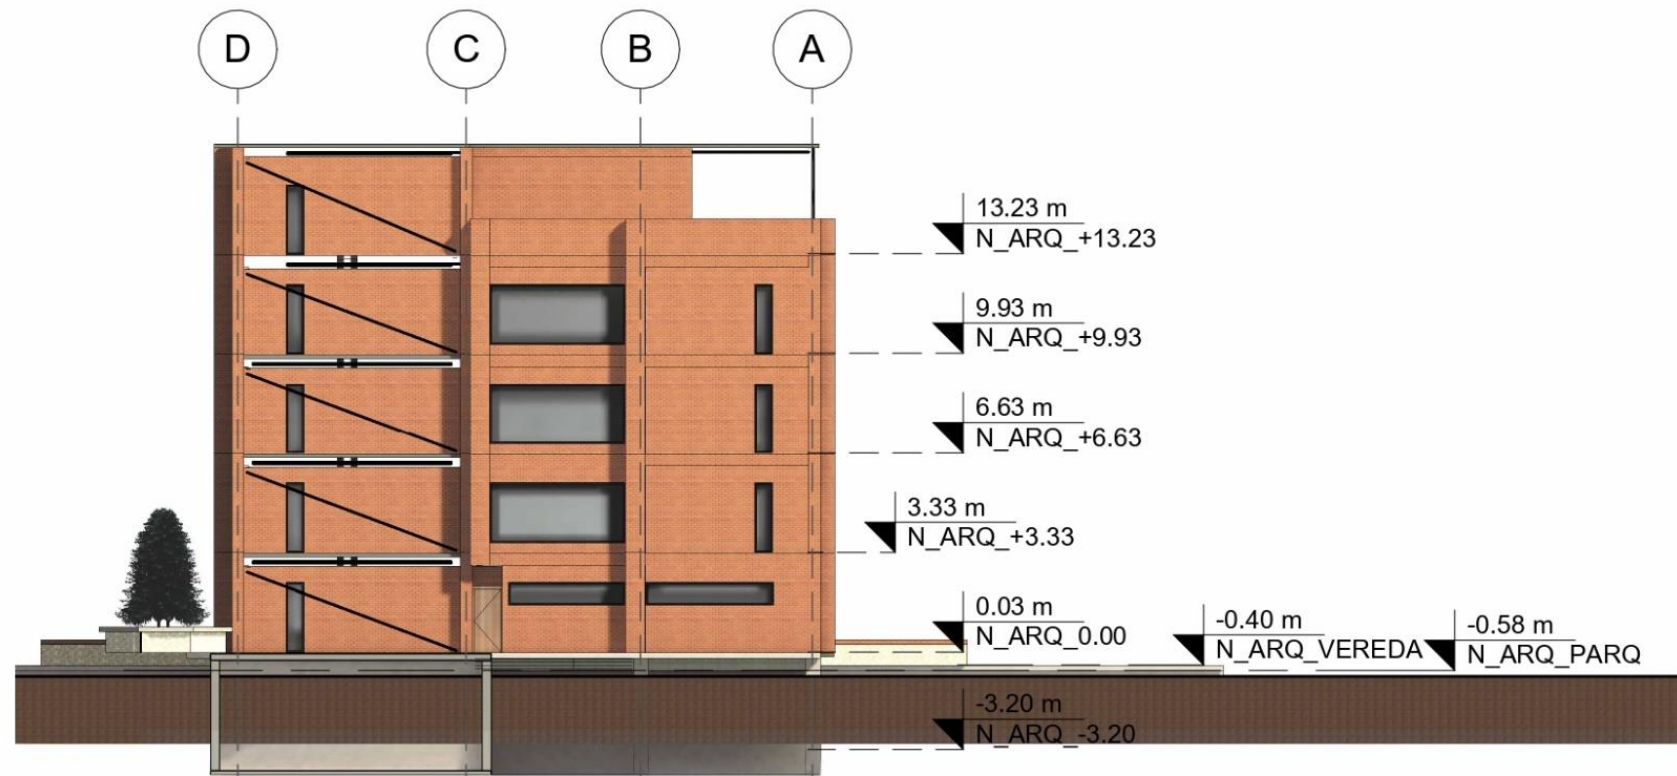 D
C
B
A
13.23 m
N_ARQ_+13.23
9.93 m
N_ARQ_+9.93
6.63 m
N_ARQ_+6.63
3.33 m
N_ARQ_+3.33
0.03 m
N_ARQ_0.00
-0.40 m
N_ARQ_VEREDA
-0.58 m
N_ARQ_PARQ
-3.20 m
N_ARQ_-3.20